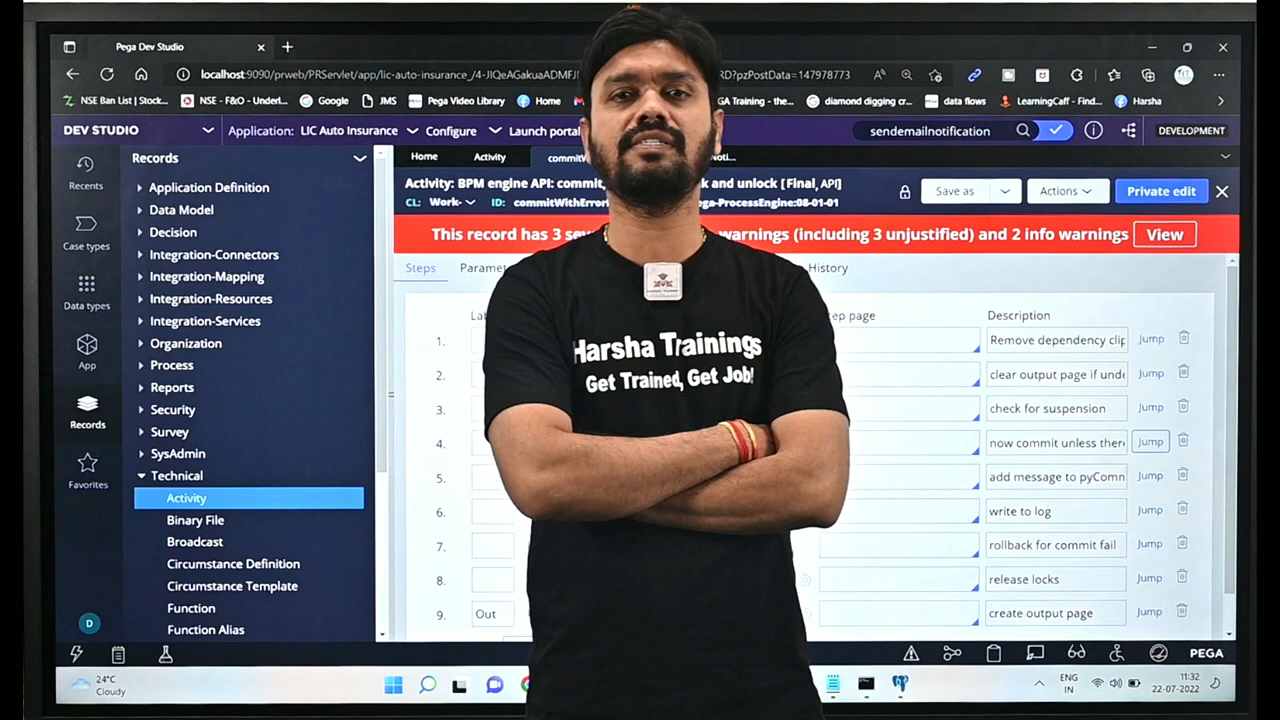 Pega Dev Studio
localhost:9090/prweb/PRServlet/app/lic-auto-insurance_/4-JIQeAGakuaADMFJI RD?pzPostData=147978773
NSE Ban List | Stock... NSE - F&O - Underl... Google JMS Pega Video Library Home GA Training - the... diamond digging cr... data flows LearningCaff - Find... Harsha
DEV STUDIO Application: LIC Auto Insurance Configure Launch portal sendemailnotification DEVELOPMENT
Recents
Case types
Data types
App
Records
Favorites
D
Records
Application Definition
Data Model
Decision
Integration-Connectors
Integration-Mapping
Integration-Resources
Integration-Services
Organization
Process
Reports
Security
Survey
SysAdmin
Technical
Activity
Binary File
Broadcast
Circumstance Definition
Circumstance Template
Function
Function Alias
Home Activity commitW Noti...
Activity: BPM engine API: commit, k and unlock [Final, API]
CL: Work- ID: commitWithErrorH ega-ProcessEngine:08-01-01
Save as Actions Private edit
This record has 3 sev warnings (including 3 unjustified) and 2 info warnings View
Steps Paramet History
Lab ep page Description
1. Remove dependency clip Jump
2. clear output page if unde Jump
3. check for suspension Jump
4. now commit unless there Jump
5. add message to pyComm Jump
6. write to log Jump
7. rollback for commit fail Jump
8. release locks Jump
9. Out create output page Jump
Harsha Trainings
Get Trained, Get Job!
PEGA
24°C
Cloudy
ENG
IN
11:32
22-07-2022